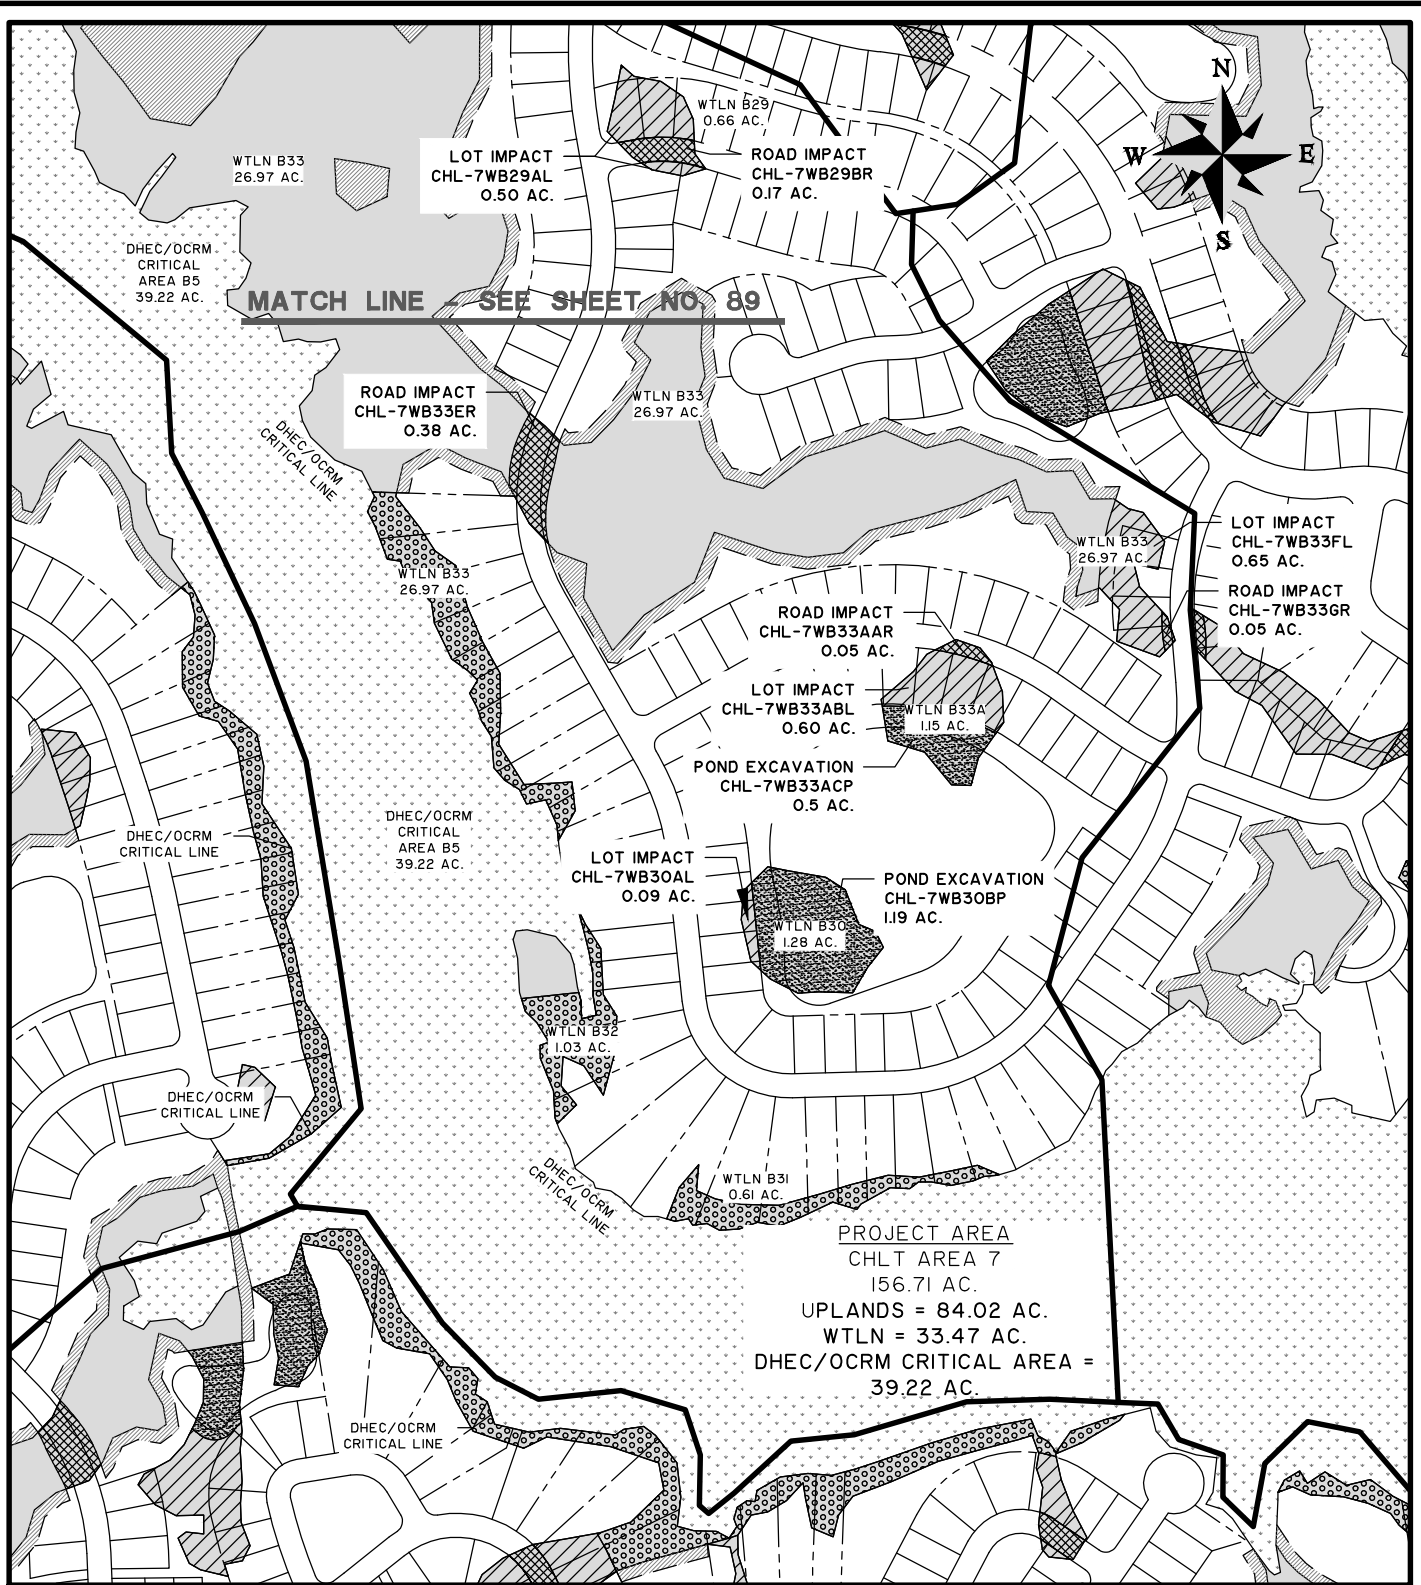 N
W
E
S
WTLN B29
0.66 AC.
LOT IMPACT
CHL-7WB29AL
0.50 AC.
ROAD IMPACT
CHL-7WB29BR
0.17 AC.
WTLN B33
26.97 AC.
DHEC/OCRM
CRITICAL
AREA B5
39.22 AC.
MATCH LINE - SEE SHEET NO. 89
ROAD IMPACT
CHL-7WB33ER
0.38 AC.
WTLN B33
26.97 AC.
DHEC/OCRM
CRITICAL LINE
WTLN B33
26.97 AC.
WTLN B33
26.97 AC.
LOT IMPACT
CHL-7WB33FL
0.65 AC.
ROAD IMPACT
CHL-7WB33GR
0.05 AC.
ROAD IMPACT
CHL-7WB33AAR
0.05 AC.
LOT IMPACT
CHL-7WB33ABL
0.60 AC.
WTLN B33A
1.15 AC.
POND EXCAVATION
CHL-7WB33ACP
0.5 AC.
DHEC/OCRM
CRITICAL LINE
DHEC/OCRM
CRITICAL
AREA B5
39.22 AC.
LOT IMPACT
CHL-7WB30AL
0.09 AC.
POND EXCAVATION
CHL-7WB30BP
1.19 AC.
WTLN B30
1.28 AC.
WTLN B32
1.03 AC.
DHEC/OCRM
CRITICAL LINE
DHEC/OCRM
CRITICAL LINE
WTLN B31
0.61 AC.
PROJECT AREA
CHLT AREA 7
156.71 AC.
UPLANDS = 84.02 AC.
WTLN = 33.47 AC.
DHEC/OCRM CRITICAL AREA =
39.22 AC.
DHEC/OCRM
CRITICAL LINE